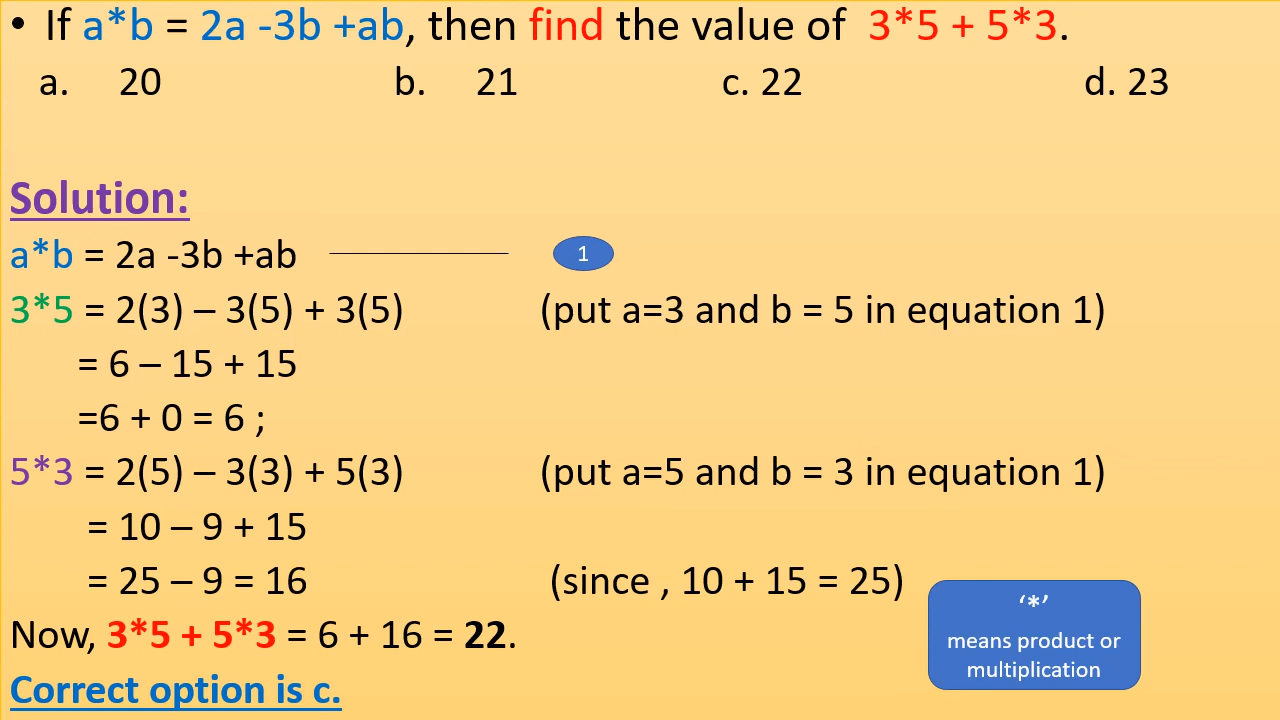 • If a*b = 2a -3b +ab, then find the value of 3*5 + 5*3.
a. 20 b. 21 c. 22 d. 23
Solution:
a*b = 2a -3b +ab 1
3*5 = 2(3) – 3(5) + 3(5) (put a=3 and b = 5 in equation 1)
= 6 – 15 + 15
=6 + 0 = 6 ;
5*3 = 2(5) – 3(3) + 5(3) (put a=5 and b = 3 in equation 1)
= 10 – 9 + 15
= 25 – 9 = 16 (since , 10 + 15 = 25)
Now, 3*5 + 5*3 = 6 + 16 = 22.
Correct option is c.
‘*’
means product or
multiplication